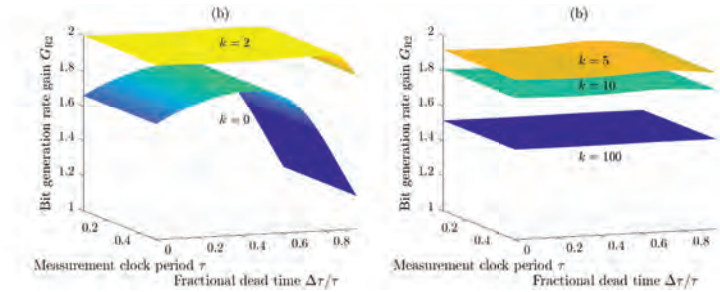 (b)
Bit generation rate gain G_R2
2
1.8
1.6
1.4
1.2
1
k = 2
k = 0
0.2
0.4
0
0.2
0.4
0.6
0.8
Measurement clock period τ
Fractional dead time Δτ/τ
(b)
Bit generation rate gain G_R2
2
1.8
1.6
1.4
1.2
1
k = 5
k = 10
k = 100
0.2
0.4
0
0.2
0.4
0.6
0.8
Measurement clock period τ
Fractional dead time Δτ/τ